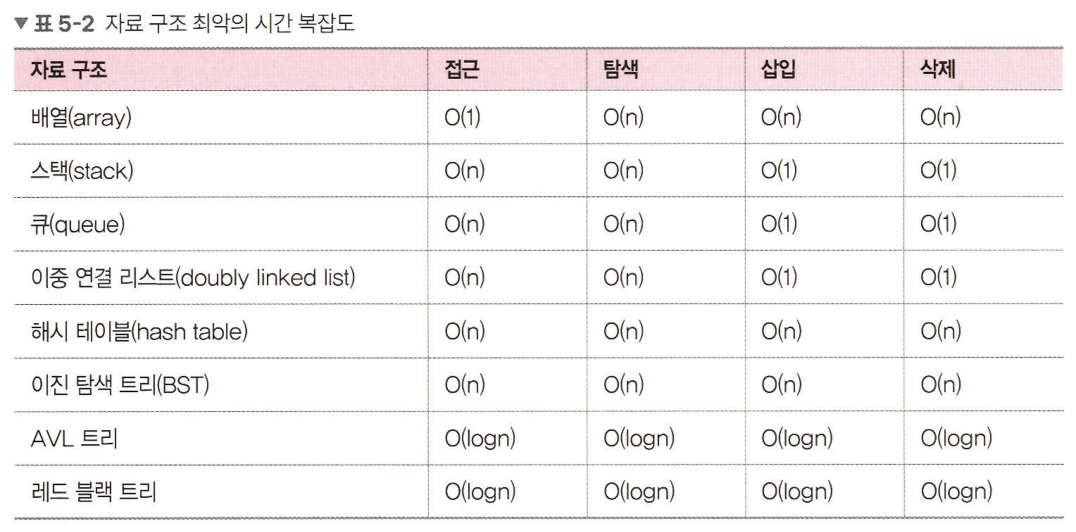 ▼ 표 5-2 자료 구조 최악의 시간 복잡도
자료 구조 접근 탐색 삽입 삭제
배열(array) O(1) O(n) O(n) O(n)
스택(stack) O(n) O(n) O(1) O(1)
큐(queue) O(n) O(n) O(1) O(1)
이중 연결 리스트(doubly linked list) O(n) O(n) O(1) O(1)
해시 테이블(hash table) O(n) O(n) O(n) O(n)
이진 탐색 트리(BST) O(n) O(n) O(n) O(n)
AVL 트리 O(logn) O(logn) O(logn) O(logn)
레드 블랙 트리 O(logn) O(logn) O(logn) O(logn)